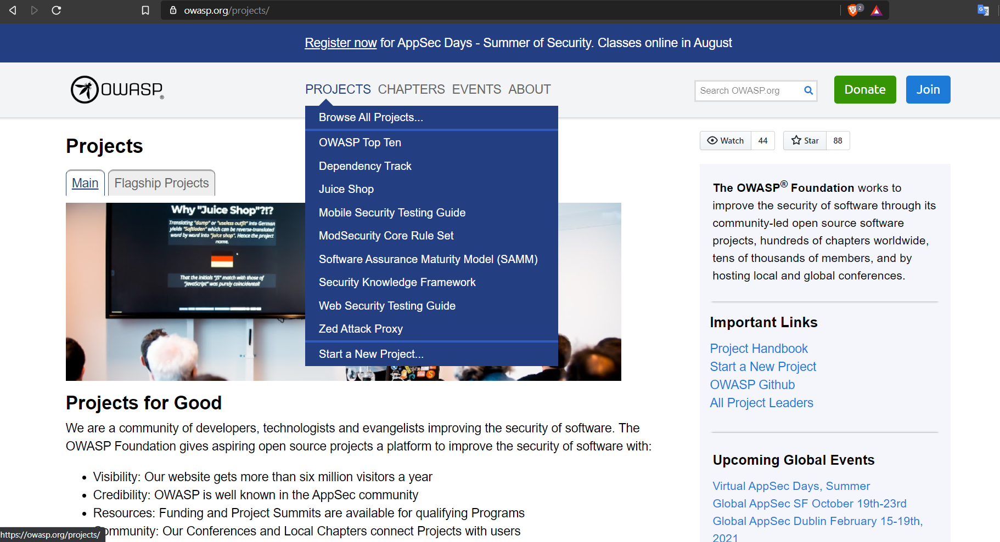 owasp.org/projects/
2
Register now for AppSec Days - Summer of Security. Classes online in August
OWASP®
PROJECTS CHAPTERS EVENTS ABOUT
Search OWASP.org
Donate
Join
Browse All Projects...
OWASP Top Ten
Dependency Track
Juice Shop
Mobile Security Testing Guide
ModSecurity Core Rule Set
Software Assurance Maturity Model (SAMM)
Security Knowledge Framework
Web Security Testing Guide
Zed Attack Proxy
Start a New Project...
Projects
Main
Flagship Projects
Why "Juice Shop"?!?
Translating "dump" or "useless outfit" into German
yields "Saftladen" which can be reverse-translated
word by word into "juice shop". Hence the project
name.
That the initials "JS" match with those of
"JavaScript" was purely coincidental!
Projects for Good
We are a community of developers, technologists and evangelists improving the security of software. The
OWASP Foundation gives aspiring open source projects a platform to improve the security of software with:
• Visibility: Our website gets more than six million visitors a year
• Credibility: OWASP is well known in the AppSec community
• Resources: Funding and Project Summits are available for qualifying Programs
ommunity: Our Conferences and Local Chapters connect Projects with users
https://owasp.org/projects/
Watch 44
Star 88
The OWASP® Foundation works to
improve the security of software through its
community-led open source software
projects, hundreds of chapters worldwide,
tens of thousands of members, and by
hosting local and global conferences.
Important Links
Project Handbook
Start a New Project
OWASP Github
All Project Leaders
Upcoming Global Events
Virtual AppSec Days, Summer
Global AppSec SF October 19th-23rd
Global AppSec Dublin February 15-19th,
2021